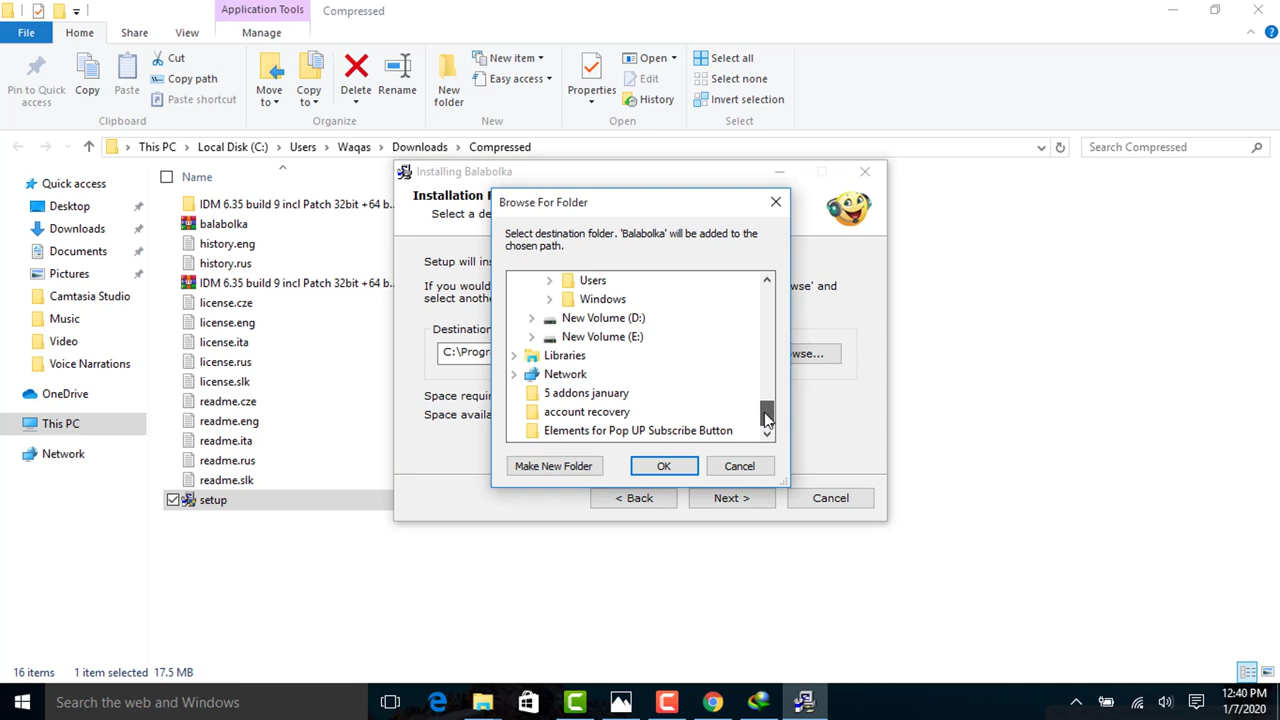 Application Tools
Compressed
File
Home
Share
View
Manage
Pin to Quick access
Copy
Paste
Cut
Copy path
Paste shortcut
Clipboard
Move to
Copy to
Delete
Rename
Organize
New folder
New item
Easy access
New
Properties
Open
Edit
History
Open
Select all
Select none
Invert selection
Select
This PC
Local Disk (C:)
Users
Waqas
Downloads
Compressed
Search Compressed
Quick access
Desktop
Downloads
Documents
Pictures
Camtasia Studio
Music
Video
Voice Narrations
OneDrive
This PC
Network
Name
IDM 6.35 build 9 incl Patch 32bit +64 b...
balabolka
history.eng
history.rus
IDM 6.35 build 9 incl Patch 32bit +64 b...
license.cze
license.eng
license.ita
license.rus
license.slk
readme.cze
readme.eng
readme.ita
readme.rus
readme.slk
setup
Installing Balabolka
Installation
Select a de
Setup will ins
If you would
select anothe
wse' and
Destination
C:\Progr
wse...
Space requir
Space availa
< Back
Next >
Cancel
Browse For Folder
Select destination folder. 'Balabolka' will be added to the
chosen path.
Users
Windows
New Volume (D:)
New Volume (E:)
Libraries
Network
5 addons january
account recovery
Elements for Pop UP Subscribe Button
Make New Folder
OK
Cancel
16 items
1 item selected
17.5 MB
Search the web and Windows
12:40 PM
1/7/2020